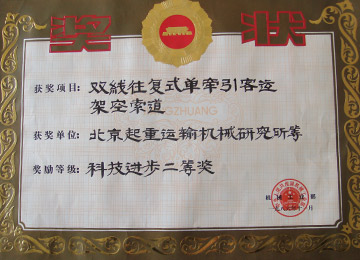 奖状
获奖项目：双线往复式单牵引客运
架空索道
获奖单位：北京起重运输机械研究所等
奖励等级：科技进步二等奖